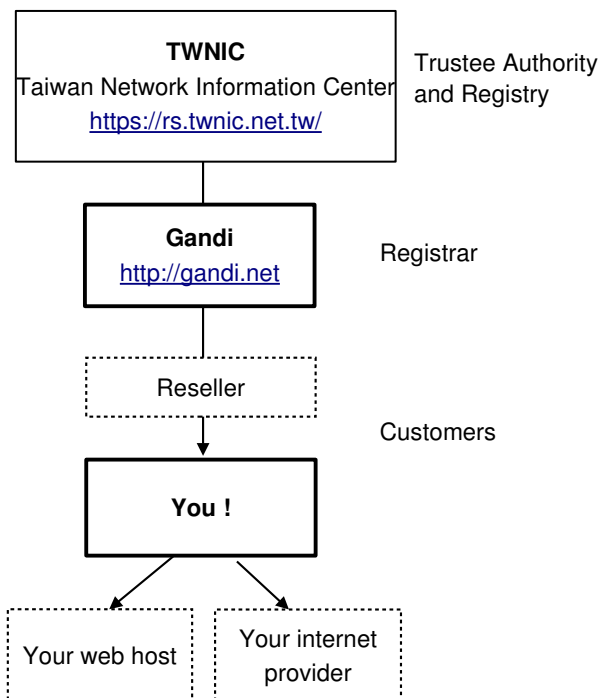 TWNIC
Taiwan Network Information Center
https://rs.twnic.net.tw/
Trustee Authority
and Registry
Gandi
http://gandi.net
Registrar
Reseller
Customers
You !
Your web host
Your internet
provider